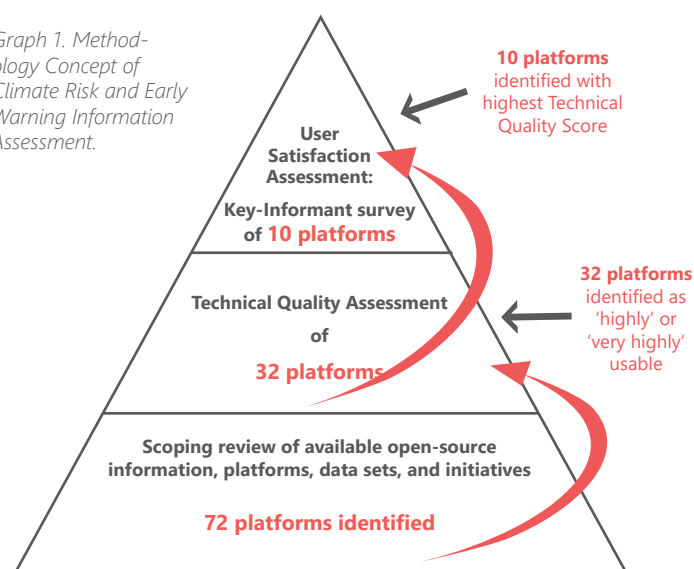 Graph 1. Method-
ology Concept of
Climate Risk and Early
Warning Information
Assessment.
10 platforms
identified with
highest Technical
Quality Score
User
Satisfaction
Assessment:
Key-Informant survey
of 10 platforms
32 platforms
identified as
‘highly’ or
‘very highly’
usable
Technical Quality Assessment
of
32 platforms
Scoping review of available open-source
information, platforms, data sets, and initiatives
72 platforms identified